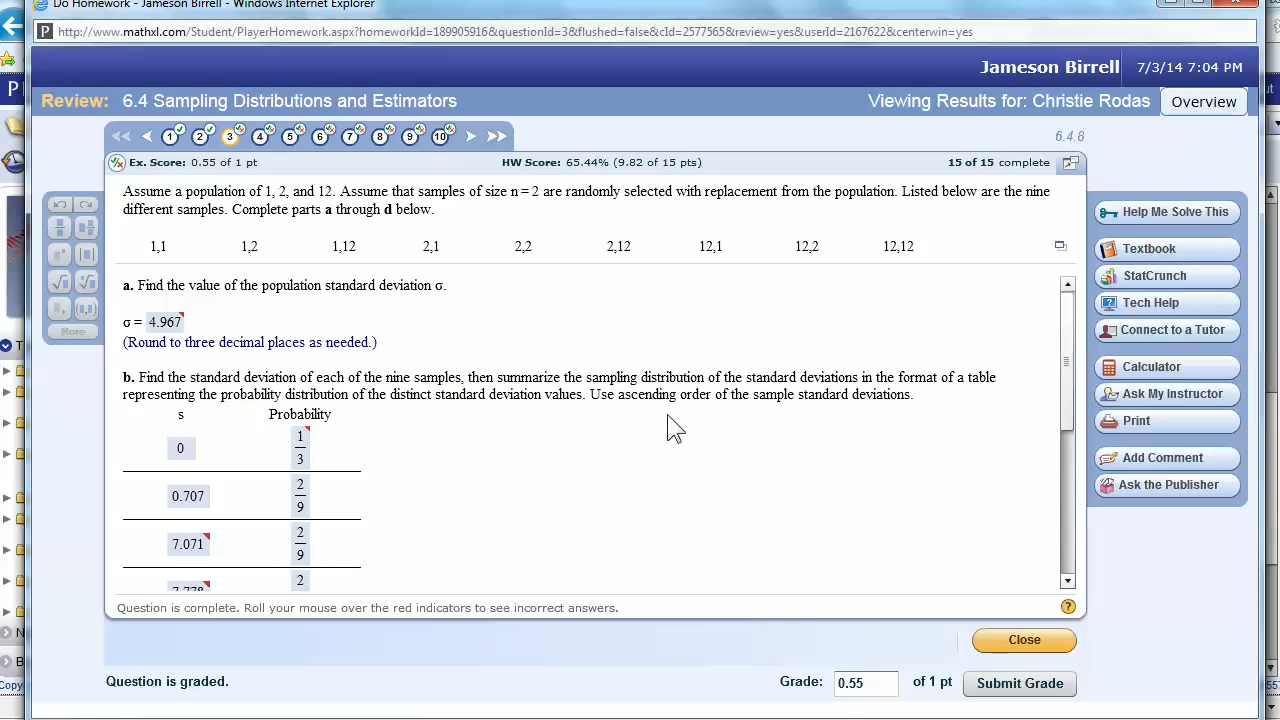 Do Homework - Jameson Birrell - Windows Internet Explorer
http://www.mathxl.com/Student/PlayerHomework.aspx?homeworkId=189905916&questionId=3&flushed=false&cId=2577565&review=yes&userId=2167622&centerwin=yes
Jameson Birrell 7/3/14 7:04 PM
Review: 6.4 Sampling Distributions and Estimators Viewing Results for: Christie Rodas Overview
1 2 3 4 5 6 7 8 9 10 6.4.8
Ex. Score: 0.55 of 1 pt HW Score: 65.44% (9.82 of 15 pts) 15 of 15 complete
Assume a population of 1, 2, and 12. Assume that samples of size n = 2 are randomly selected with replacement from the population. Listed below are the nine
different samples. Complete parts a through d below.
1,1 1,2 1,12 2,1 2,2 2,12 12,1 12,2 12,12
a. Find the value of the population standard deviation σ.
σ = 4.967
(Round to three decimal places as needed.)
b. Find the standard deviation of each of the nine samples, then summarize the sampling distribution of the standard deviations in the format of a table
representing the probability distribution of the distinct standard deviation values. Use ascending order of the sample standard deviations.
s Probability
0 1/3
0.707 2/9
7.071 2/9
2
Question is complete. Roll your mouse over the red indicators to see incorrect answers.
More
Help Me Solve This
Textbook
StatCrunch
Tech Help
Connect to a Tutor
Calculator
Ask My Instructor
Print
Add Comment
Ask the Publisher
Close
Question is graded. Grade: 0.55 of 1 pt Submit Grade